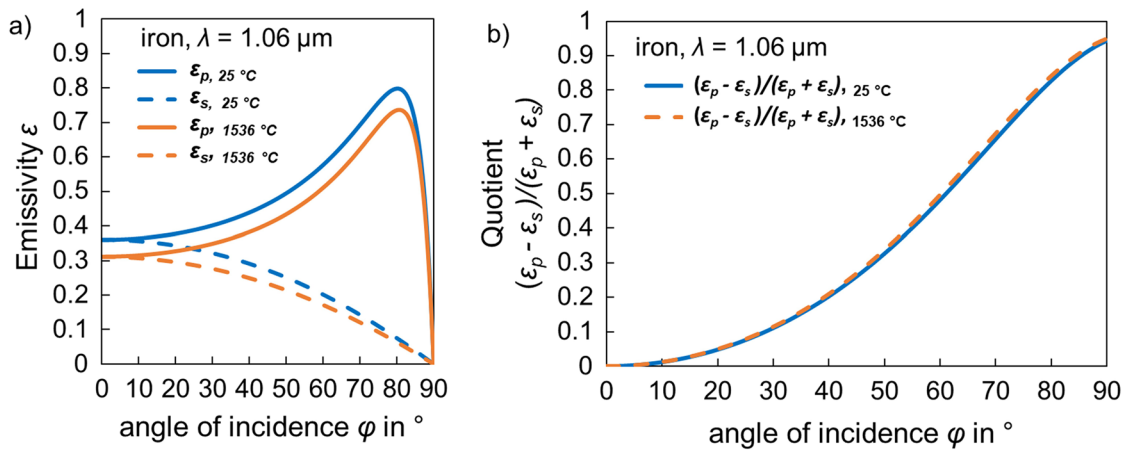 a)
Emissivity ε
1
0.9
0.8
0.7
0.6
0.5
0.4
0.3
0.2
0.1
0
iron, λ = 1.06 µm
εp, 25 °C
εs, 25 °C
εp, 1536 °C
εs, 1536 °C
0 10 20 30 40 50 60 70 80 90
angle of incidence φ in °
b)
Quotient
(εp - εs)/(εp + εs)
1
0.9
0.8
0.7
0.6
0.5
0.4
0.3
0.2
0.1
0
iron, λ = 1.06 µm
(εp - εs)/(εp + εs), 25 °C
(εp - εs)/(εp + εs), 1536 °C
0 10 20 30 40 50 60 70 80 90
angle of incidence φ in °